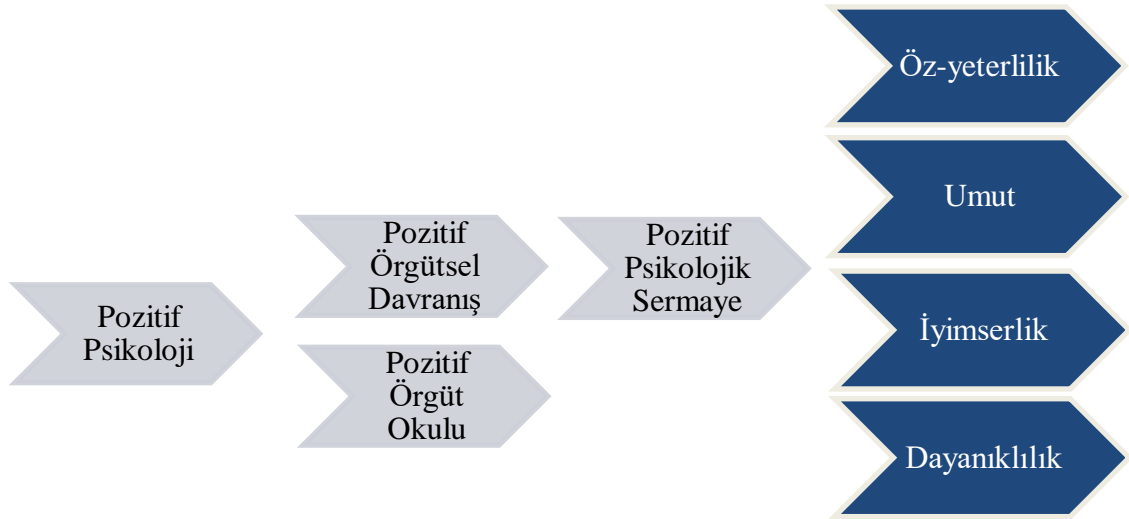 Pozitif
Psikoloji
Pozitif
Örgütsel
Davranış
Pozitif
Örgüt
Okulu
Pozitif
Psikolojik
Sermaye
Öz-yeterlilik
Umut
İyimserlik
Dayanıklılık